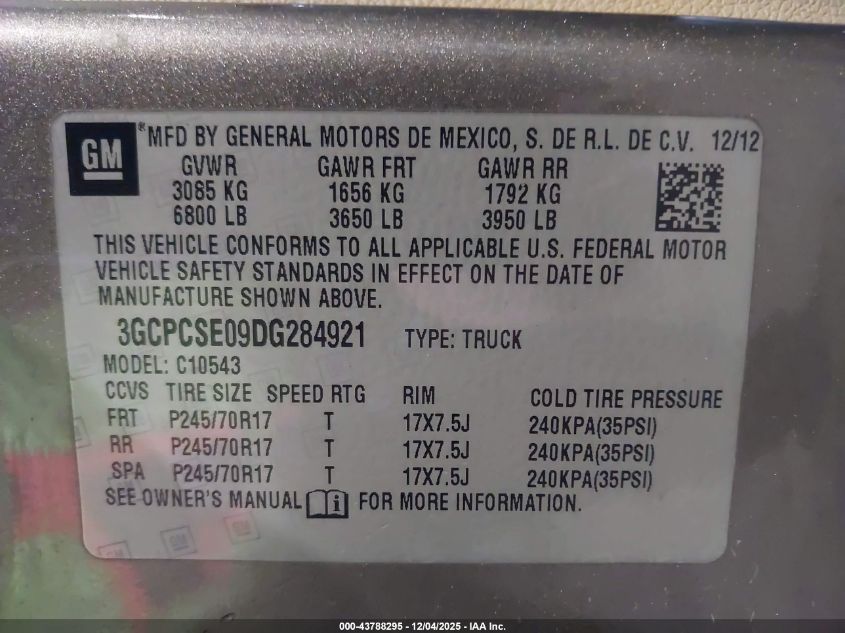 GM
®MFD BY GENERAL MOTORS DE MEXICO, S. DE R.L. DE C.V. 12/12
GVWR GAWR FRT GAWR RR
3085 KG 1656 KG 1792 KG
6800 LB 3650 LB 3950 LB
THIS VEHICLE CONFORMS TO ALL APPLICABLE U.S. FEDERAL MOTOR
VEHICLE SAFETY STANDARDS IN EFFECT ON THE DATE OF
MANUFACTURE SHOWN ABOVE.
3GCPCSE09DG284921 TYPE: TRUCK
MODEL: C10543
CCVS TIRE SIZE SPEED RTG RIM COLD TIRE PRESSURE
FRT P245/70R17 T 17X7.5J 240KPA(35PSI)
RR P245/70R17 T 17X7.5J 240KPA(35PSI)
SPA P245/70R17 T 17X7.5J 240KPA(35PSI)
SEE OWNER'S MANUAL FOR MORE INFORMATION.
000-43788295 - 12/04/2025 - IAA Inc.